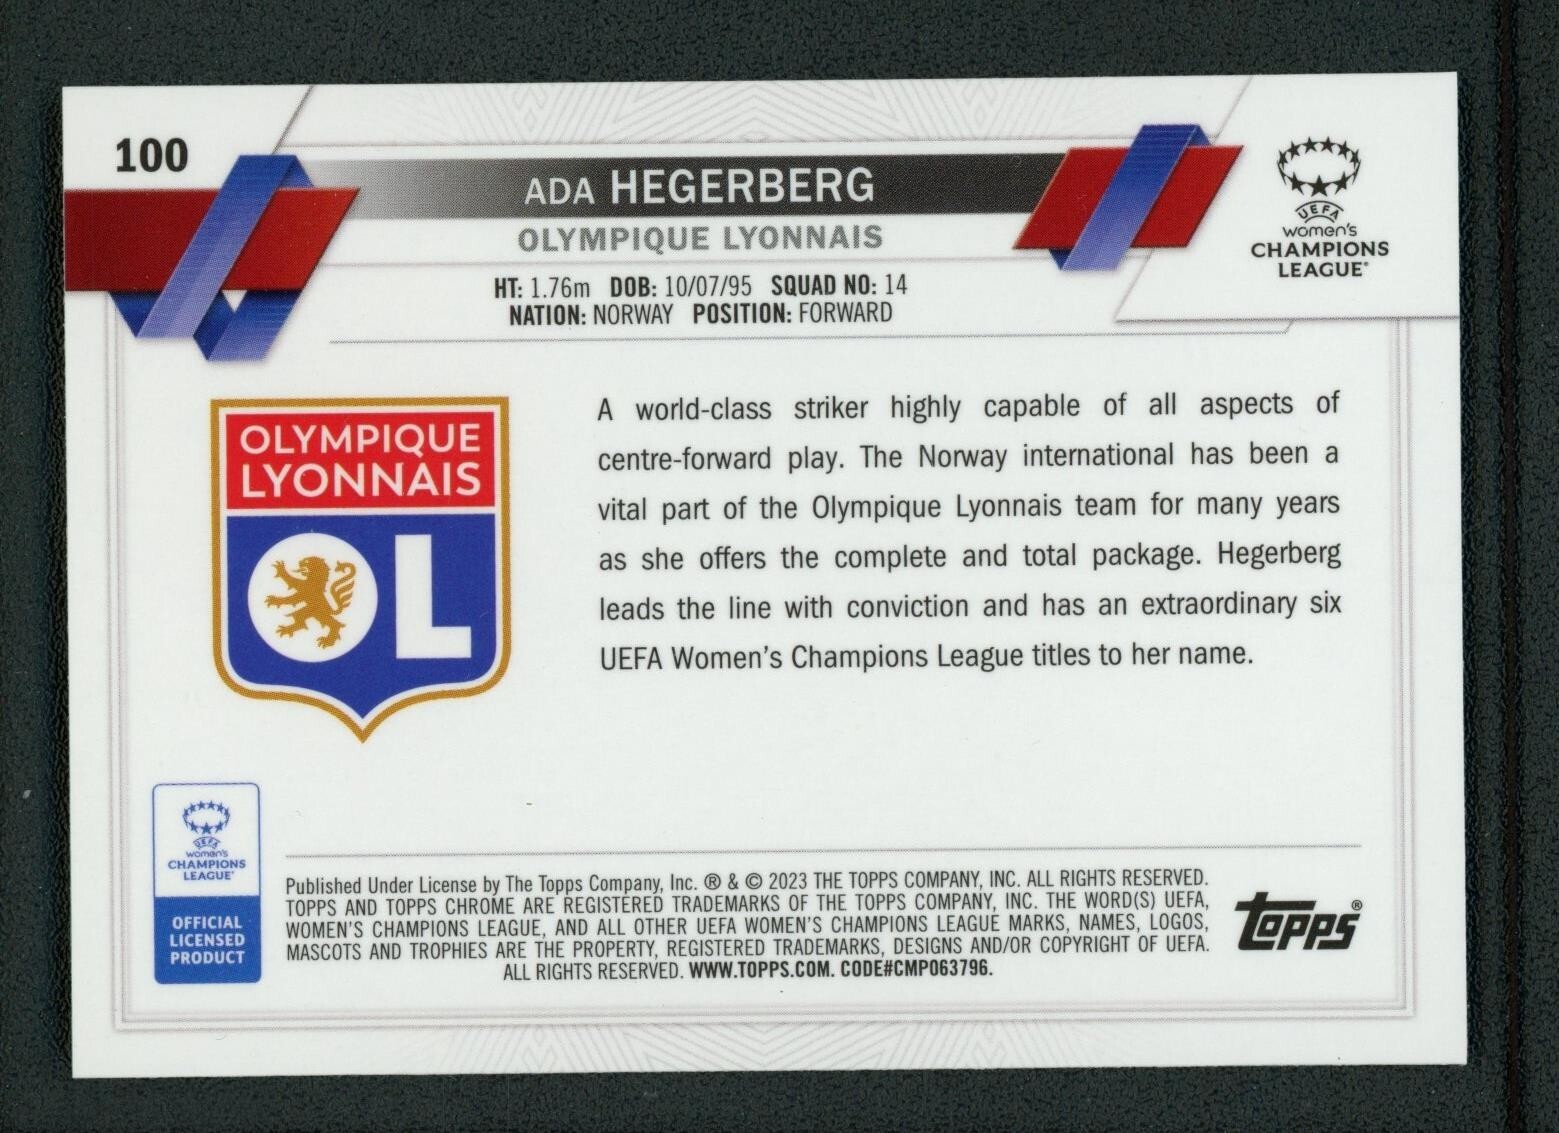 100
ADA HEGERBERG
OLYMPIQUE LYONNAIS
HT: 1.76m DOB: 10/07/95 SQUAD NO: 14
NATION: NORWAY POSITION: FORWARD
UEFA
women's
CHAMPIONS
LEAGUE
OLYMPIQUE
LYONNAIS
OL
A world-class striker highly capable of all aspects of
centre-forward play. The Norway international has been a
vital part of the Olympique Lyonnais team for many years
as she offers the complete and total package. Hegerberg
leads the line with conviction and has an extraordinary six
UEFA Women's Champions League titles to her name.
UEFA
women's
CHAMPIONS
LEAGUE
OFFICIAL
LICENSED
PRODUCT
Published Under License by The Topps Company, Inc. ® & © 2023 THE TOPPS COMPANY, INC. ALL RIGHTS RESERVED.
TOPPS AND TOPPS CHROME ARE REGISTERED TRADEMARKS OF THE TOPPS COMPANY, INC. THE WORD(S) UEFA,
WOMEN'S CHAMPIONS LEAGUE, AND ALL OTHER UEFA WOMEN'S CHAMPIONS LEAGUE MARKS, NAMES, LOGOS,
MASCOTS AND TROPHIES ARE THE PROPERTY, REGISTERED TRADEMARKS, DESIGNS AND/OR COPYRIGHT OF UEFA.
ALL RIGHTS RESERVED. WWW.TOPPS.COM. CODE#CMP063796.
topps®